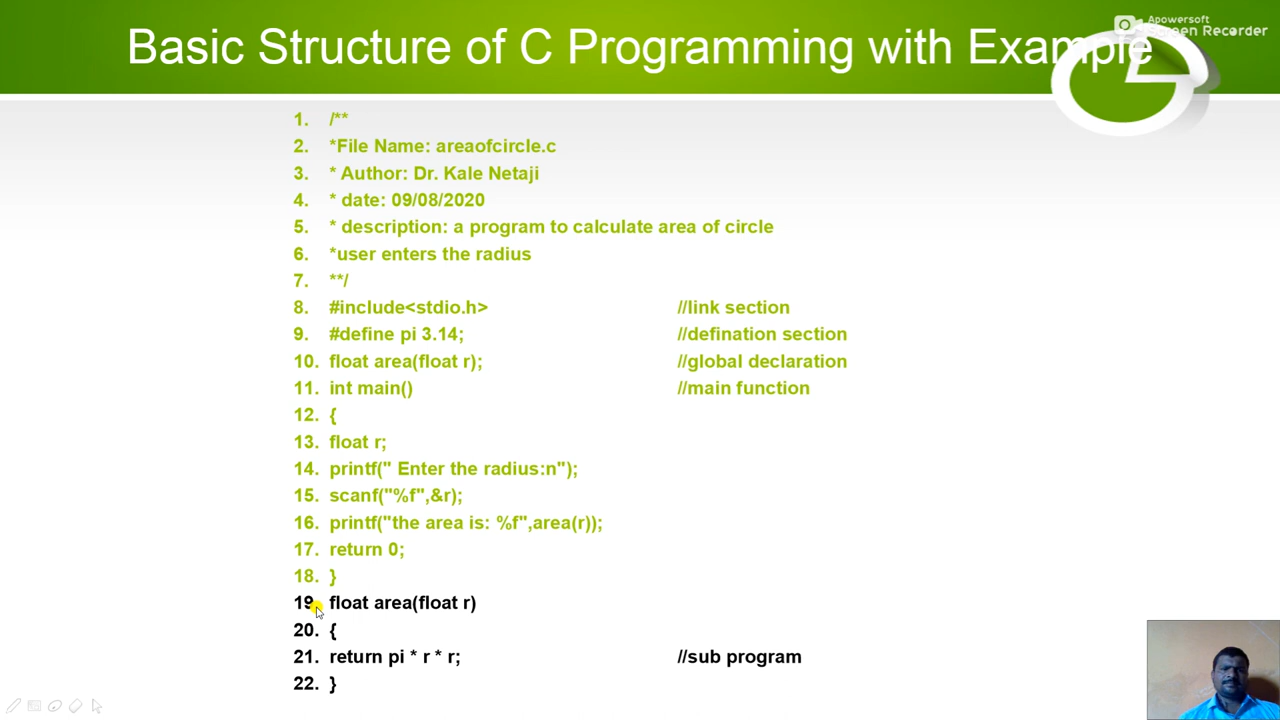 Basic Structure of C Programming with Example
Apowersoft
Screen Recorder
1. /**
2. *File Name: areaofcircle.c
3. * Author: Dr. Kale Netaji
4. * date: 09/08/2020
5. * description: a program to calculate area of circle
6. *user enters the radius
7. **/
8. #include<stdio.h> //link section
9. #define pi 3.14; //defination section
10. float area(float r); //global declaration
11. int main() //main function
12. {
13. float r;
14. printf(" Enter the radius:n");
15. scanf("%f",&r);
16. printf("the area is: %f",area(r));
17. return 0;
18. }
19. float area(float r)
20. {
21. return pi * r * r; //sub program
22. }